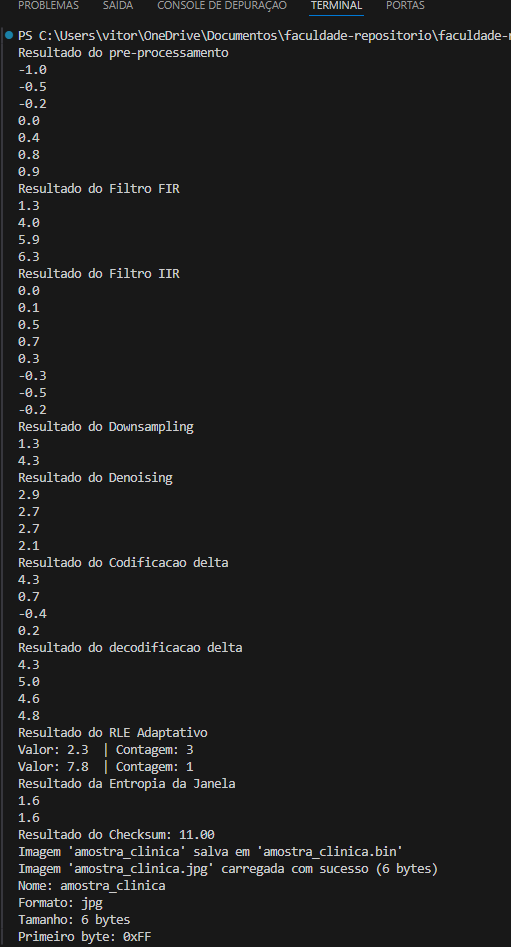 PROBLEMAS SAÍDA CONSOLE DE DEPURAÇÃO TERMINAL PORTAS
PS C:\Users\vitor\OneDrive\Documentos\faculdade-repositorio\faculdade-r
Resultado do pre-processamento
-1.0
-0.5
-0.2
0.0
0.4
0.8
0.9
Resultado do Filtro FIR
1.3
4.0
5.9
6.3
Resultado do Filtro IIR
0.0
0.1
0.5
0.7
0.3
-0.3
-0.5
-0.2
Resultado do Downsampling
1.3
4.3
Resultado do Denoising
2.9
2.7
2.7
2.1
Resultado do Codificacao delta
4.3
0.7
-0.4
0.2
Resultado do decodificacao delta
4.3
5.0
4.6
4.8
Resultado do RLE Adaptativo
Valor: 2.3  | Contagem: 3
Valor: 7.8  | Contagem: 1
Resultado da Entropia da Janela
1.6
1.6
Resultado do Checksum: 11.00
Imagem 'amostra_clinica' salva em 'amostra_clinica.bin'
Imagem 'amostra_clinica.jpg' carregada com sucesso (6 bytes)
Nome: amostra_clinica
Formato: jpg
Tamanho: 6 bytes
Primeiro byte: 0xFF